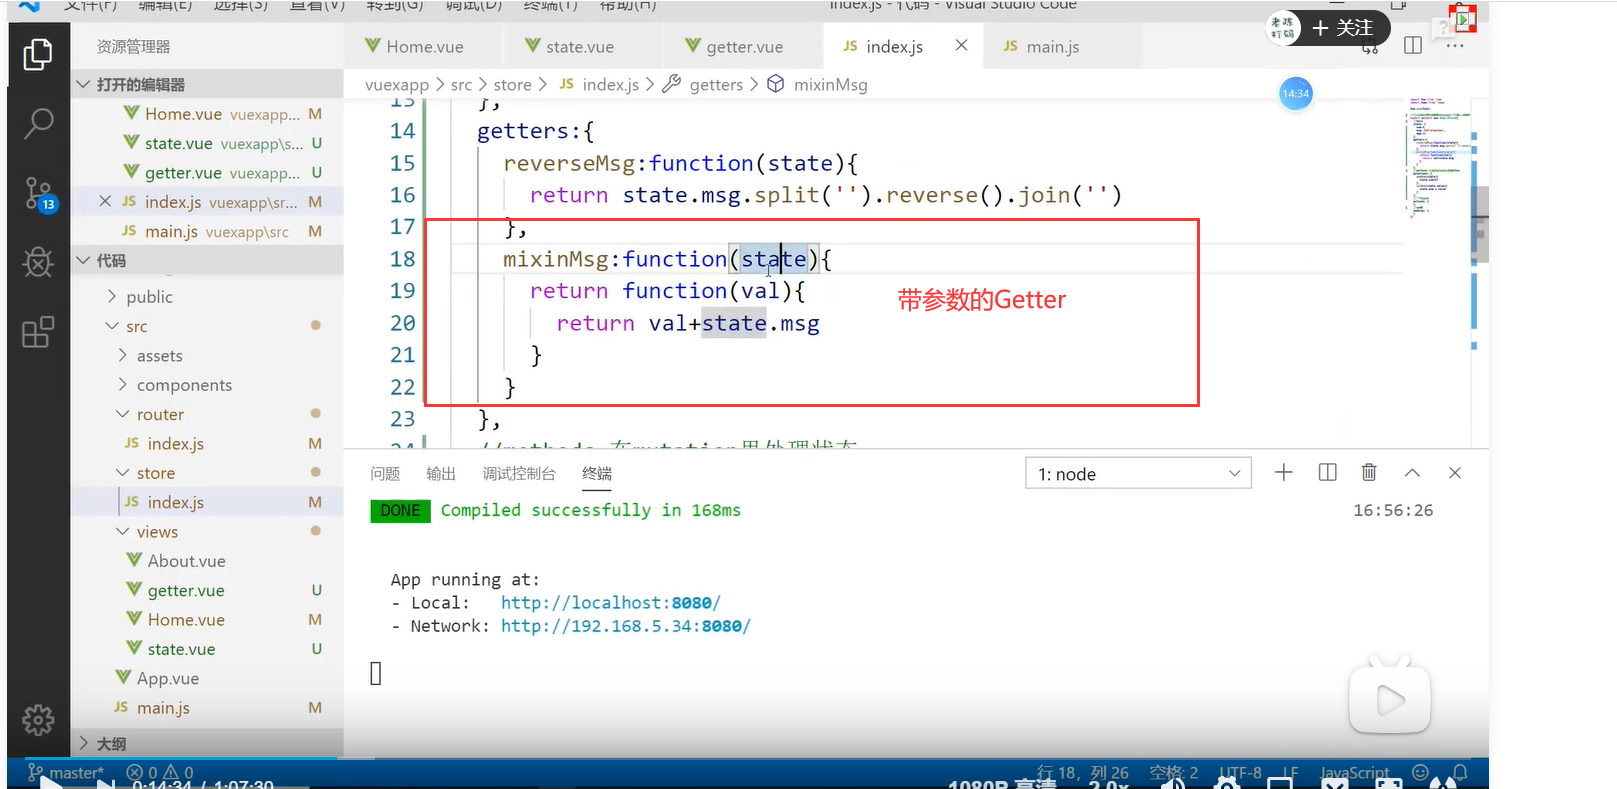 文件(F) 编辑(E) 选择(S) 查看(V) 转到(G) 调试(D) 终端(T) 帮助(H) index.js - 代码 - Visual Studio Code
老陈打码 + 关注
资源管理器
Home.vue state.vue getter.vue JS index.js JS main.js
打开的编辑器
vuexapp > src > store > JS index.js > getters > mixinMsg
14:34
Home.vue vuexapp... M
state.vue vuexapp\s... U
getter.vue vuexapp... U
JS index.js vuexapp\sr... M
JS main.js vuexapp\src M
13
代码
public
src
assets
components
router
JS index.js M
store
JS index.js M
views
About.vue
getter.vue U
Home.vue M
state.vue U
App.vue
JS main.js M
大纲
13 },
14 getters:{
15 reverseMsg:function(state){
16 return state.msg.split('').reverse().join('')
17 },
18 mixinMsg:function(state){
19 return function(val){
20 return val+state.msg
21 }
22 }
23 },
24 //methods 在mutation里处理状态
带参数的Getter
问题 输出 调试控制台 终端 1: node
DONE Compiled successfully in 168ms 16:56:26
App running at:
- Local: http://localhost:8080/
- Network: http://192.168.5.34:8080/
master* 0 0 行 18，列 26 空格: 2 UTF-8 LF JavaScript
0:14:34 / 1:07:30 1080P 高清 2.0x